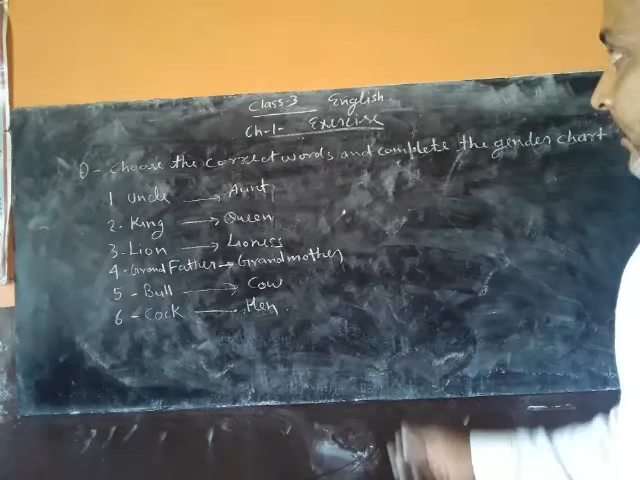 Class-3 English.
Ch-1- Exercise
Q- Choose the correct words and complete the gender chart
1 Uncle → Aunt
2. King → Queen
3. Lion → Lioness
4. Grand Father → Grandmother
5 - Bull → Cow
6 - Cock — Hen.